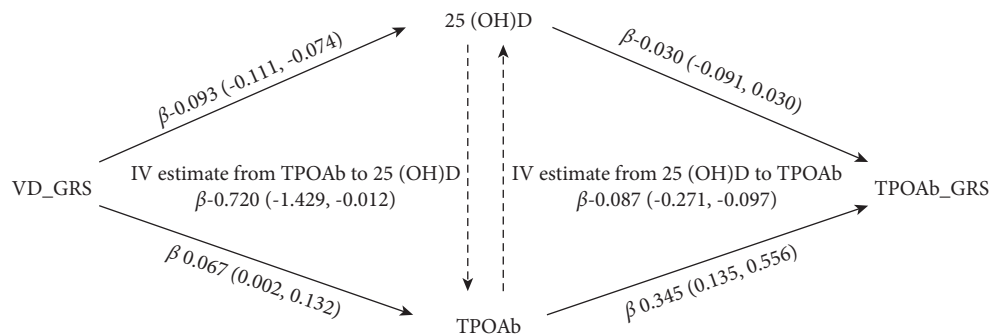 25 (OH)D
β-0.093 (-0.111, -0.074)
β-0.030 (-0.091, 0.030)
IV estimate from TPOAb to 25 (OH)D
β-0.720 (-1.429, -0.012)
IV estimate from 25 (OH)D to TPOAb
β-0.087 (-0.271, -0.097)
VD_GRS
TPOAb_GRS
β 0.067 (0.002, 0.132)
β 0.345 (0.135, 0.556)
TPOAb